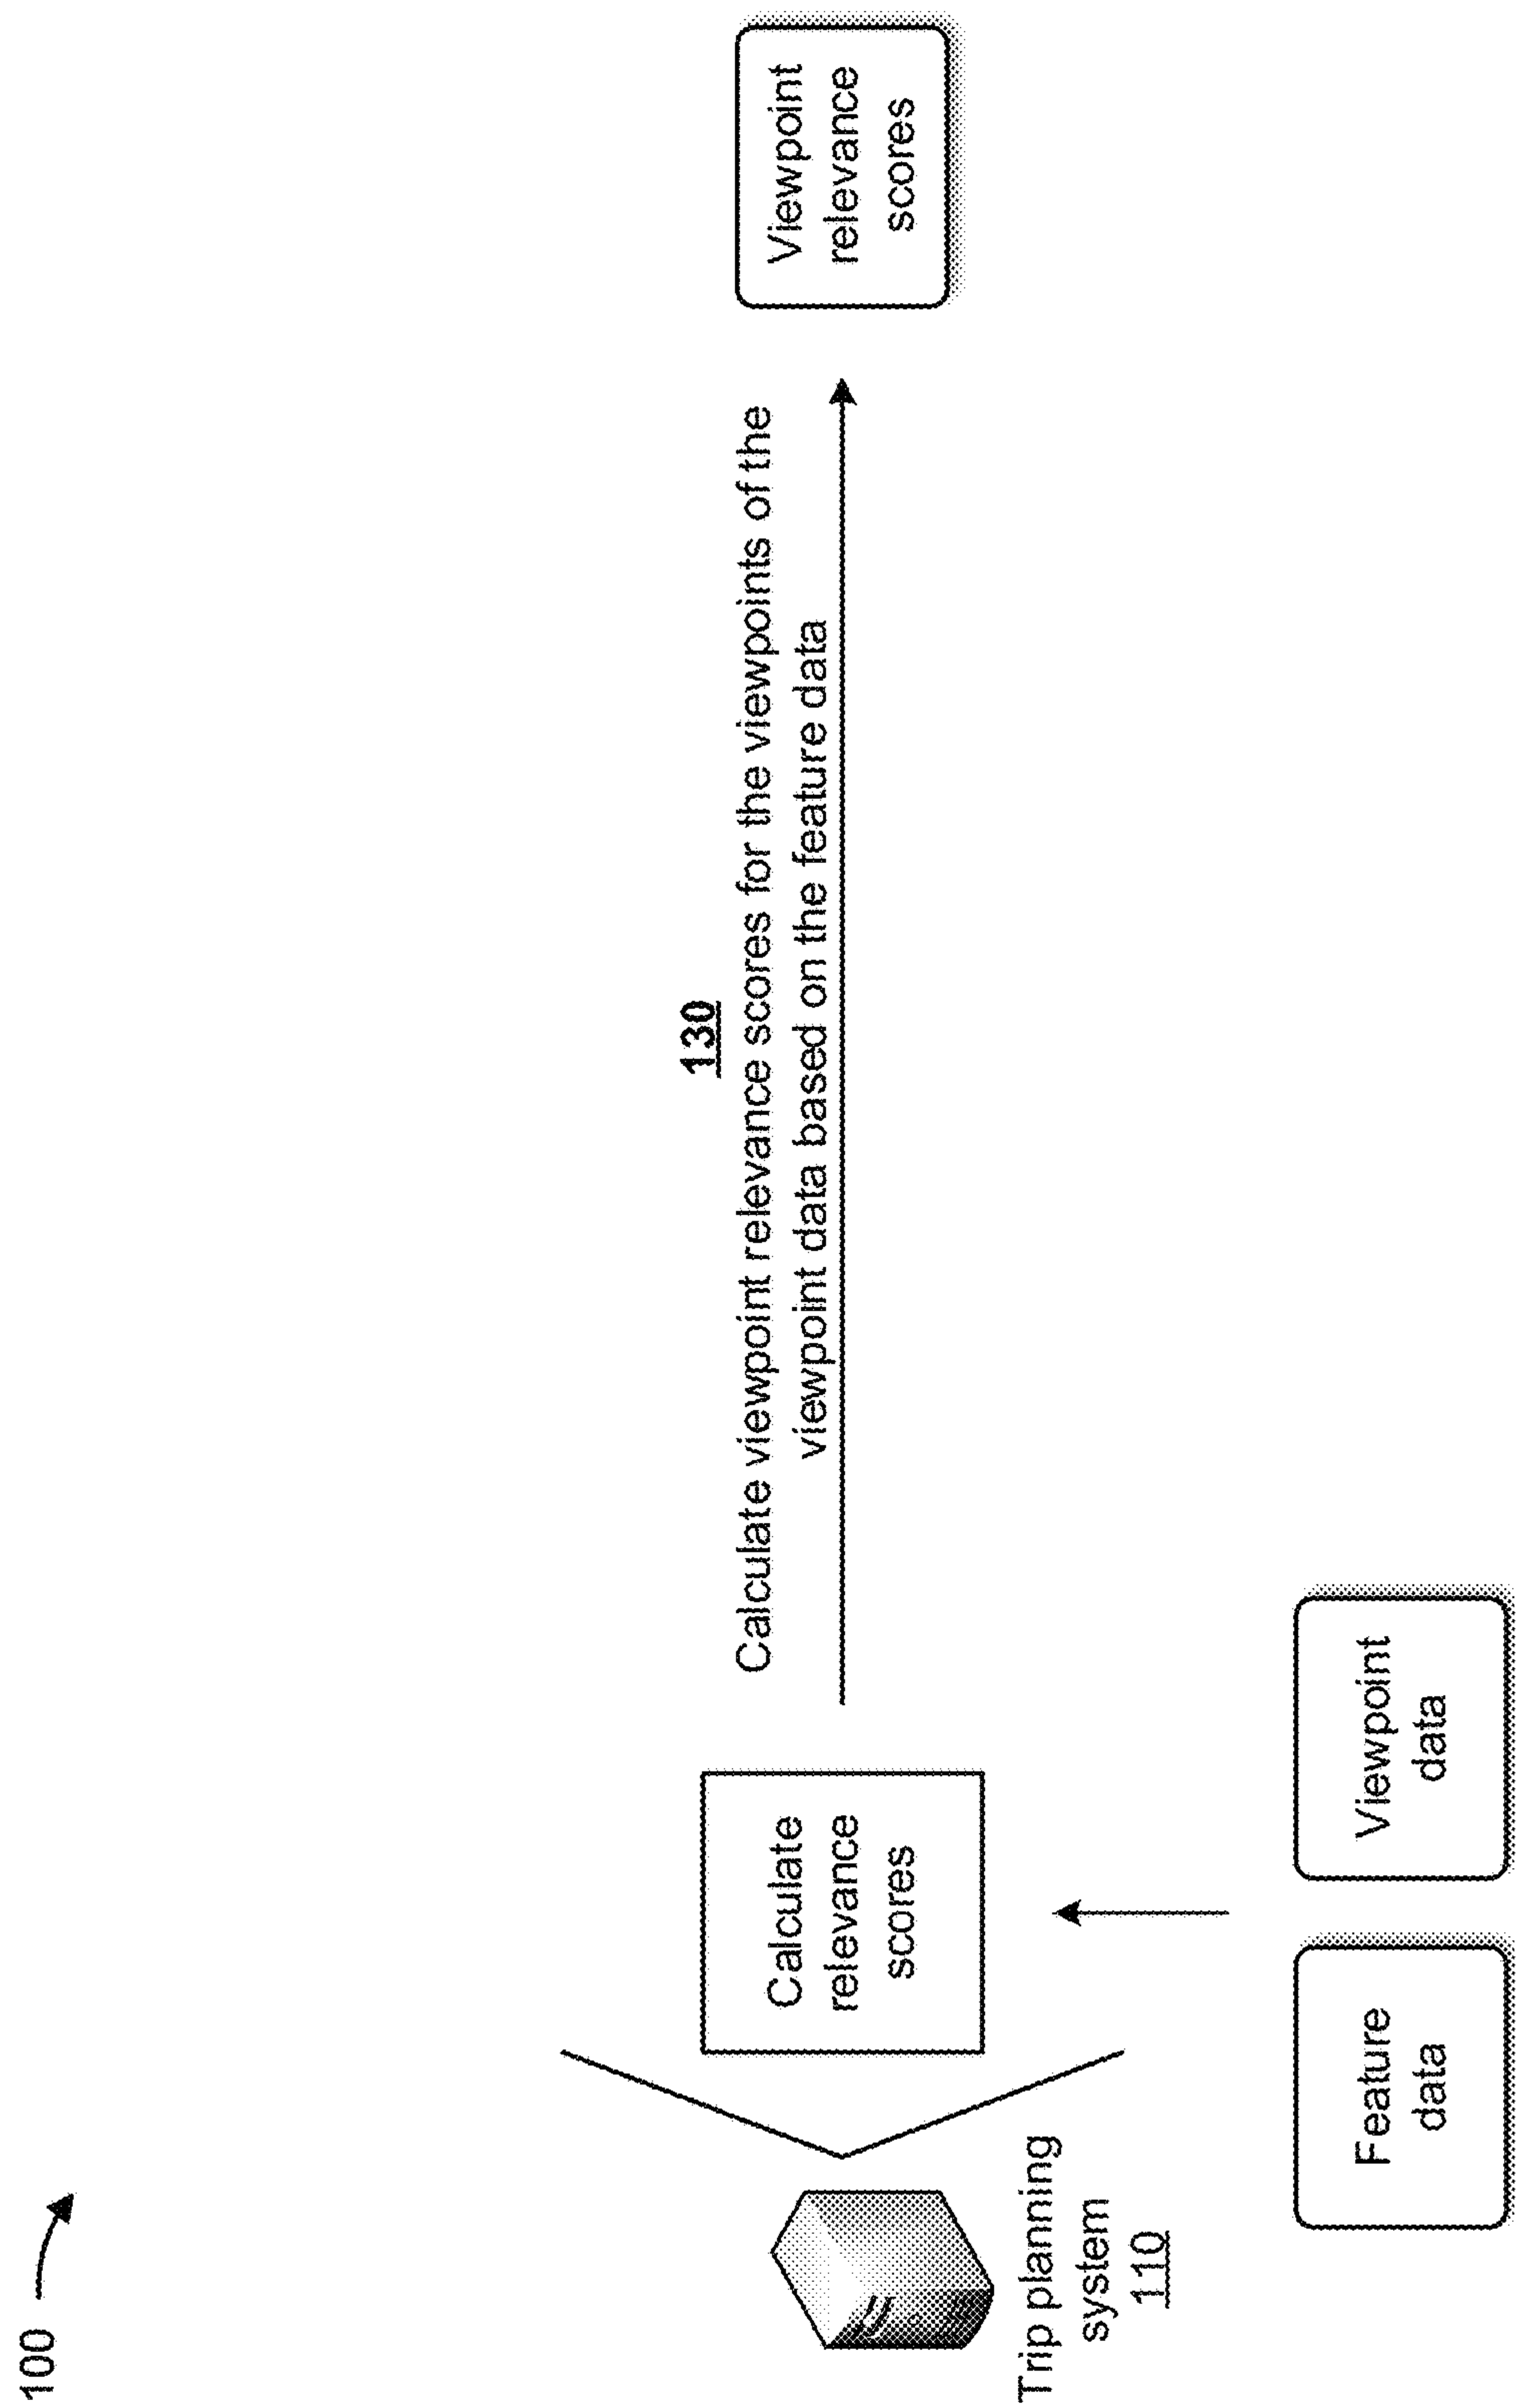 100
130
Calculate viewpoint relevance scores for the viewpoints of the
viewpoint data based on the feature data
Calculate
relevance
scores
Viewpoint
relevance
scores
Trip planning
system
110
Feature
data
Viewpoint
data